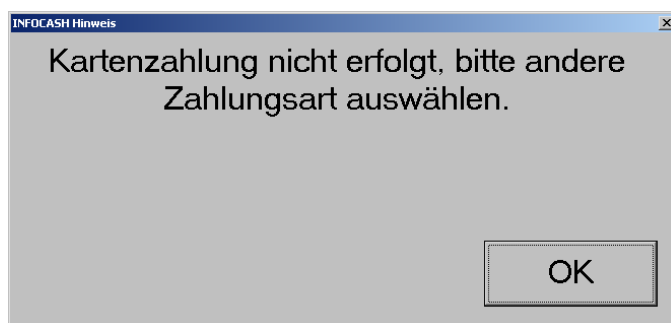 INFOCASH Hinweis
Kartenzahlung nicht erfolgt, bitte andere
Zahlungsart auswählen.
OK